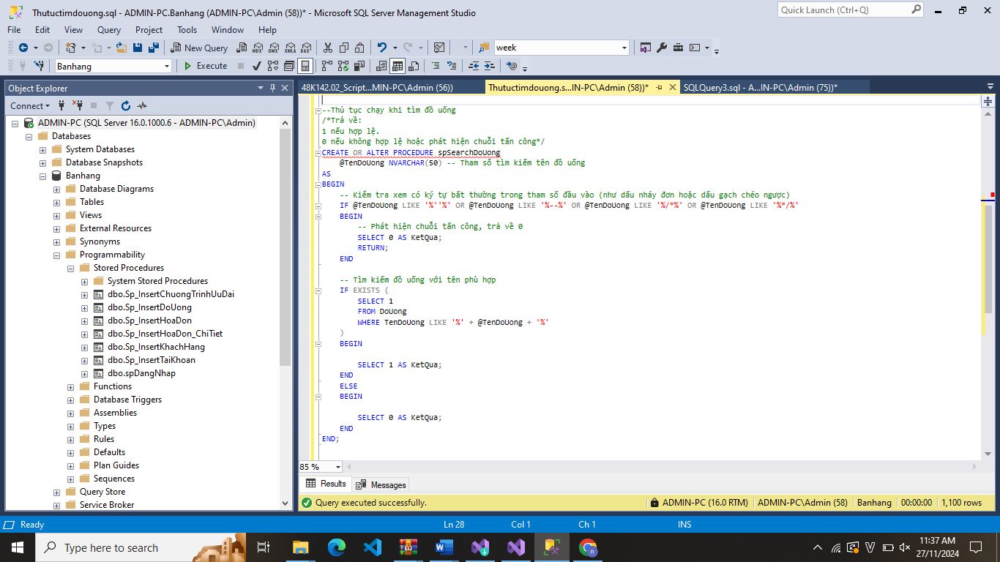 Thutuctimdouong.sql - ADMIN-PC.Banhang (ADMIN-PC\Admin (58))* - Microsoft SQL Server Management Studio
Quick Launch (Ctrl+Q)
File Edit View Query Project Tools Window Help
New Query
MDX DMX XMLA DAX
week
Banhang
Execute
Object Explorer
Connect
ADMIN-PC (SQL Server 16.0.1000.6 - ADMIN-PC\Admin)
Databases
System Databases
Database Snapshots
Banhang
Database Diagrams
Tables
Views
External Resources
Synonyms
Programmability
Stored Procedures
System Stored Procedures
dbo.Sp_InsertChuongTrinhUuDai
dbo.Sp_InsertDoUong
dbo.Sp_InsertHoaDon
dbo.Sp_InsertHoaDon_ChiTiet
dbo.Sp_InsertKhachHang
dbo.Sp_InsertTaiKhoan
dbo.spDangNhap
Functions
Database Triggers
Assemblies
Types
Rules
Defaults
Plan Guides
Sequences
Query Store
Service Broker
48K142.02_Script...MIN-PC\Admin (56))
Thutuctimdouong.s...IN-PC\Admin (58))*
SQLQuery3.sql - A...IN-PC\Admin (75))*
--Thủ tục chạy khi tìm đồ uống
/*Trả về:
1 nếu hợp lệ.
0 nếu không hợp lệ hoặc phát hiện chuỗi tấn công*/
CREATE OR ALTER PROCEDURE spSearchDoUong
@TenDoUong NVARCHAR(50) -- Tham số tìm kiếm tên đồ uống
AS
BEGIN
-- Kiểm tra xem có ký tự bất thường trong tham số đầu vào (như dấu nháy đơn hoặc dấu gạch chéo ngược)
IF @TenDoUong LIKE '%''%' OR @TenDoUong LIKE '%--%' OR @TenDoUong LIKE '%/*%' OR @TenDoUong LIKE '%*/%'
BEGIN
-- Phát hiện chuỗi tấn công, trả về 0
SELECT 0 AS KetQua;
RETURN;
END
-- Tìm kiếm đồ uống với tên phù hợp
IF EXISTS (
SELECT 1
FROM DoUong
WHERE TenDoUong LIKE '%' + @TenDoUong + '%'
)
BEGIN
SELECT 1 AS KetQua;
END
ELSE
BEGIN
SELECT 0 AS KetQua;
END
END;
85 %
Results Messages
Query executed successfully.
ADMIN-PC (16.0 RTM) ADMIN-PC\Admin (58) Banhang 00:00:00 1,100 rows
Ready Ln 28 Col 1 Ch 1 INS
Type here to search
11:37 AM
27/11/2024